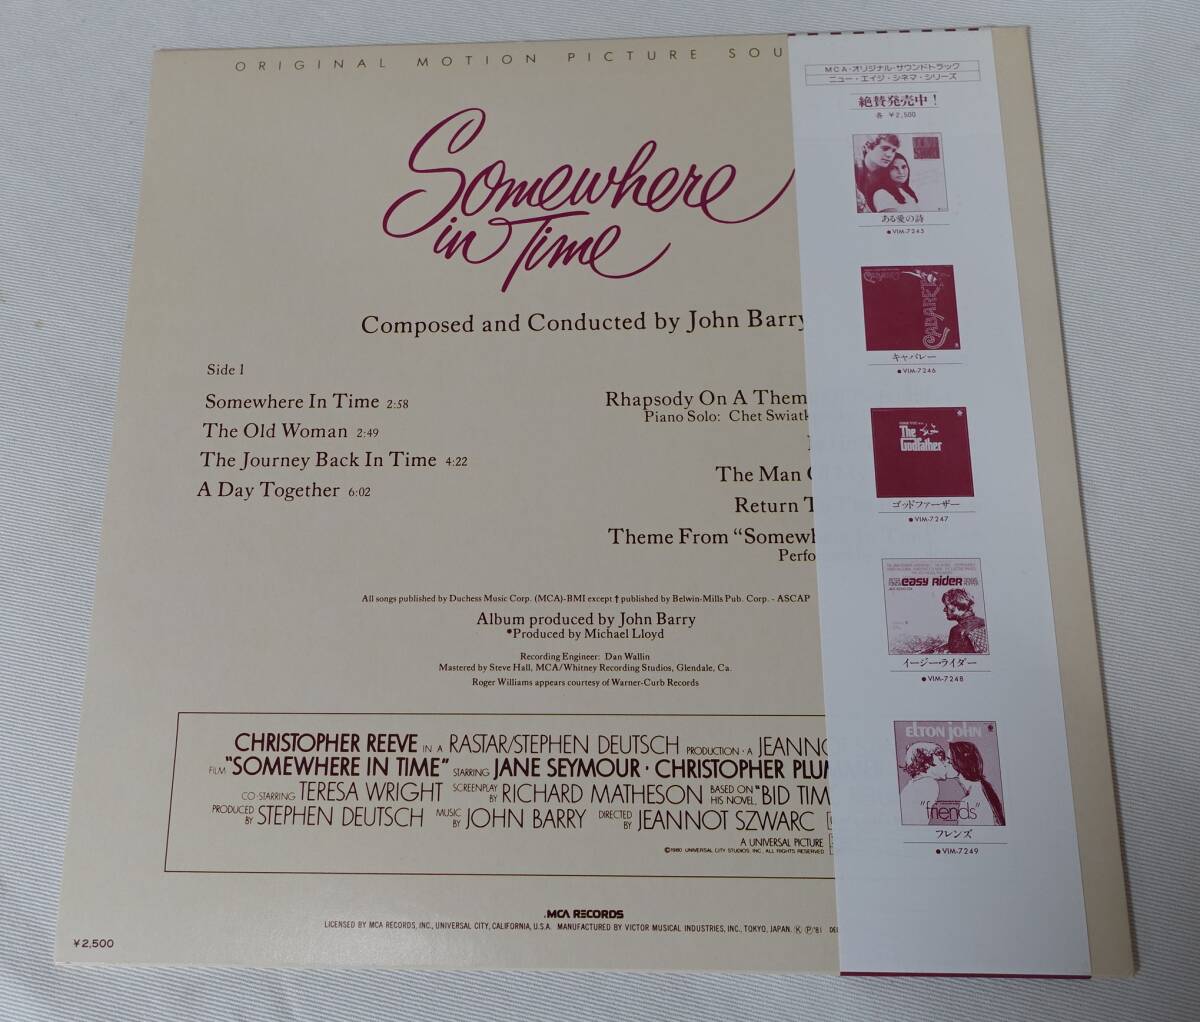 ORIGINAL MOTION PICTURE SOU
Somewhere
in Time
Composed and Conducted by John Barry
Side 1
Somewhere In Time 2:58
The Old Woman 2:49
The Journey Back In Time 4:22
A Day Together 6:02
Rhapsody On A Them
Piano Solo: Chet Swiatk
The Man
Return T
Theme From "Somewh
Perfo
All songs published by Duchess Music Corp. (MCA)-BMI except † published by Belwin-Mills Pub. Corp. - ASCAP
Album produced by John Barry
*Produced by Michael Lloyd
Recording Engineer: Dan Wallin
Mastered by Steve Hall, MCA/Whitney Recording Studios, Glendale, Ca.
Roger Williams appears courtesy of Warner-Curb Records
CHRISTOPHER REEVE IN A RASTAR/STEPHEN DEUTSCH PRODUCTION · A JEANNO
FILM "SOMEWHERE IN TIME" STARRING JANE SEYMOUR · CHRISTOPHER PLUM
CO-STARRING TERESA WRIGHT SCREENPLAY BY RICHARD MATHESON BASED ON HIS NOVEL "BID TIM
PRODUCED BY STEPHEN DEUTSCH MUSIC BY JOHN BARRY DIRECTED BY JEANNOT SZWARC
A UNIVERSAL PICTURE
©1980 UNIVERSAL CITY STUDIOS, INC. ALL RIGHTS RESERVED
MCA RECORDS
LICENSED BY MCA RECORDS, INC., UNIVERSAL CITY, CALIFORNIA, U.S.A. MANUFACTURED BY VICTOR MUSICAL INDUSTRIES, INC., TOKYO, JAPAN. Ⓚ Ⓟ '81
¥2,500
MCA・オリジナル・サウンドトラック
ニュー・エイジ・シネマ・シリーズ
絶賛発売中！
各 ¥2,500
ある愛の詩
●VIM-7245
CABARET
キャバレー
●VIM-7246
The Godfather
ゴッドファーザー
●VIM-7247
easy RideR
イージー・ライダー
●VIM-7248
ELTON JOHN
"friends"
フレンズ
●VIM-7249